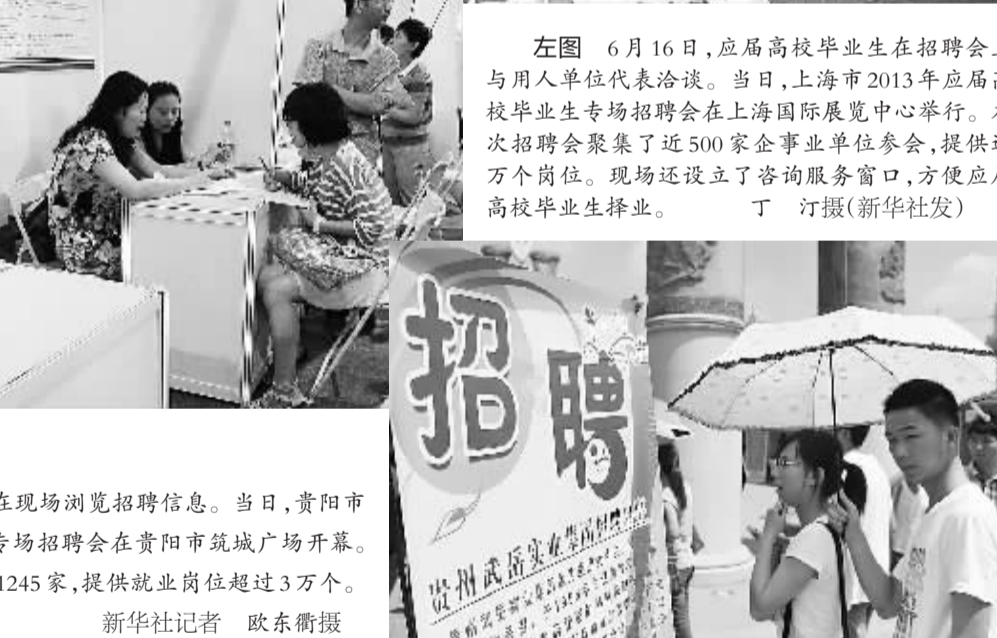 左图 6月16日,应届高校毕业生在招聘会
与用人单位代表洽谈。当日,上海市2013年应届
校毕业生专场招聘会在上海国际展览中心举行。
次招聘会聚集了近500家企事业单位参会,提供
万个岗位。现场还设立了咨询服务窗口,方便应
高校毕业生择业。 丁 汀摄(新华社发)
招聘
贵州武岳实业集团招聘
在现场浏览招聘信息。当日,贵阳市
专场招聘会在贵阳市筑城广场开幕。
1245家,提供就业岗位超过3万个。
新华社记者 欧东衢摄